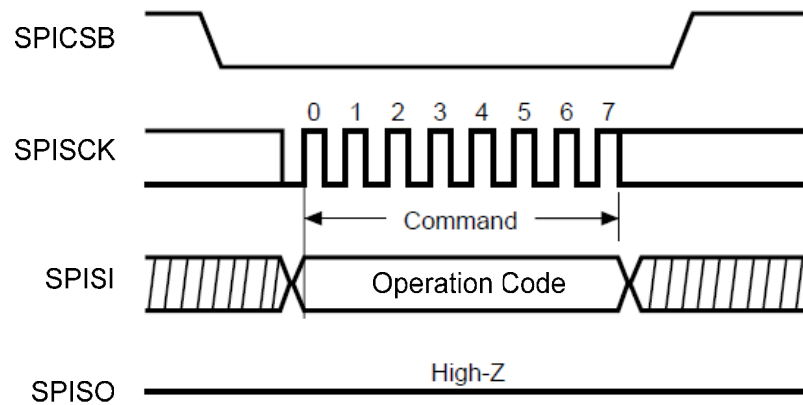 SPICSB
0 1 2 3 4 5 6 7
SPISCK
Command
SPISI
Operation Code
High-Z
SPISO